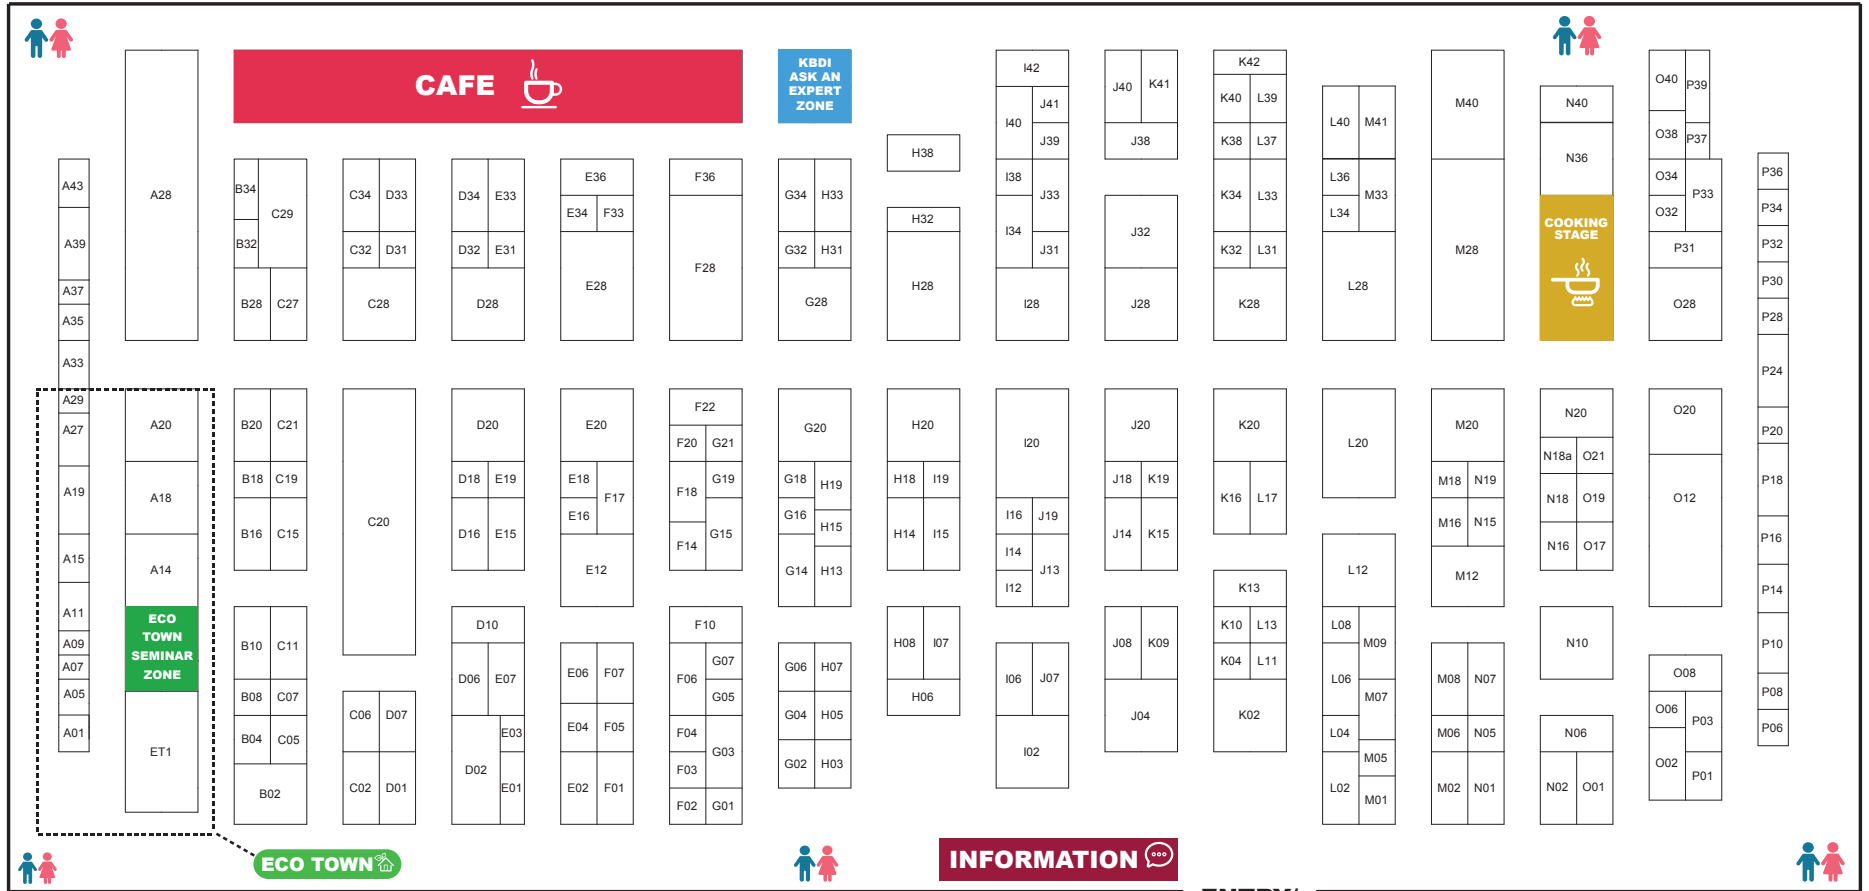 CAFE
KBDI
ASK AN
EXPERT
ZONE
I42
J40 K41
K42
M40
O40 P39
I40 J41
J39
K40 L39
L40 M41
N40
O38 P37
H38
J38
K38 L37
N36
A43
A28
B34 C29
C34 D33
D34 E33
E36
F36
G34 H33
I38 J33
K34 L33
L36 M33
M28
O34 P33
P36
A39
B32
E34 F33
H32
I34
J32
L34
COOKING
STAGE
O32
P34
C32 D31
D32 E31
G32 H31
J31
K32 L31
P31
P32
A37
B28 C27
C28
D28
E28
F28
G28
H28
I28
J28
K28
L28
O28
P30
A35
P28
A33
P24
A29
A27
A20
B20 C21
C20
D20
E20
F22
F20 G21
G20
H20
I20
J20
K20
L20
M20
N20
O20
P20
N18a O21
A19
A18
B18 C19
D18 E19
E18 F17
F18 G19
G18 H19
H18 I19
J18 K19
K16 L17
M18 N19
N18 O19
O12
P18
B16 C15
D16 E15
E16
F14 G15
G16 H15
H14 I15
I16 J19
J14 K15
M16 N15
N16 O17
P16
A15
A14
E12
G14 H13
I14 J13
I12
L12
M12
P14
K13
A11
ECO
TOWN
SEMINAR
ZONE
A09
A07
A05
A01
B10 C11
D10
F10
H08 I07
J08 K09
K10 L13
L08 M09
N10
P10
D06 E07
E06 F07
F06 G07
G05
G06 H07
I06 J07
K04 L11
L06
M08 N07
O08
B08 C07
H06
M07
P08
ET1
B04 C05
C06 D07
D02 E03
E04 F05
F04 G03
G04 H05
I02
J04
K02
L04
M05
M06 N05
N06
O06 P03
P06
F03
G02 H03
O02 P01
B02
C02 D01
E01
E02 F01
F02 G01
L02 M01
M02 N01
N02 O01
ECO TOWN
INFORMATION